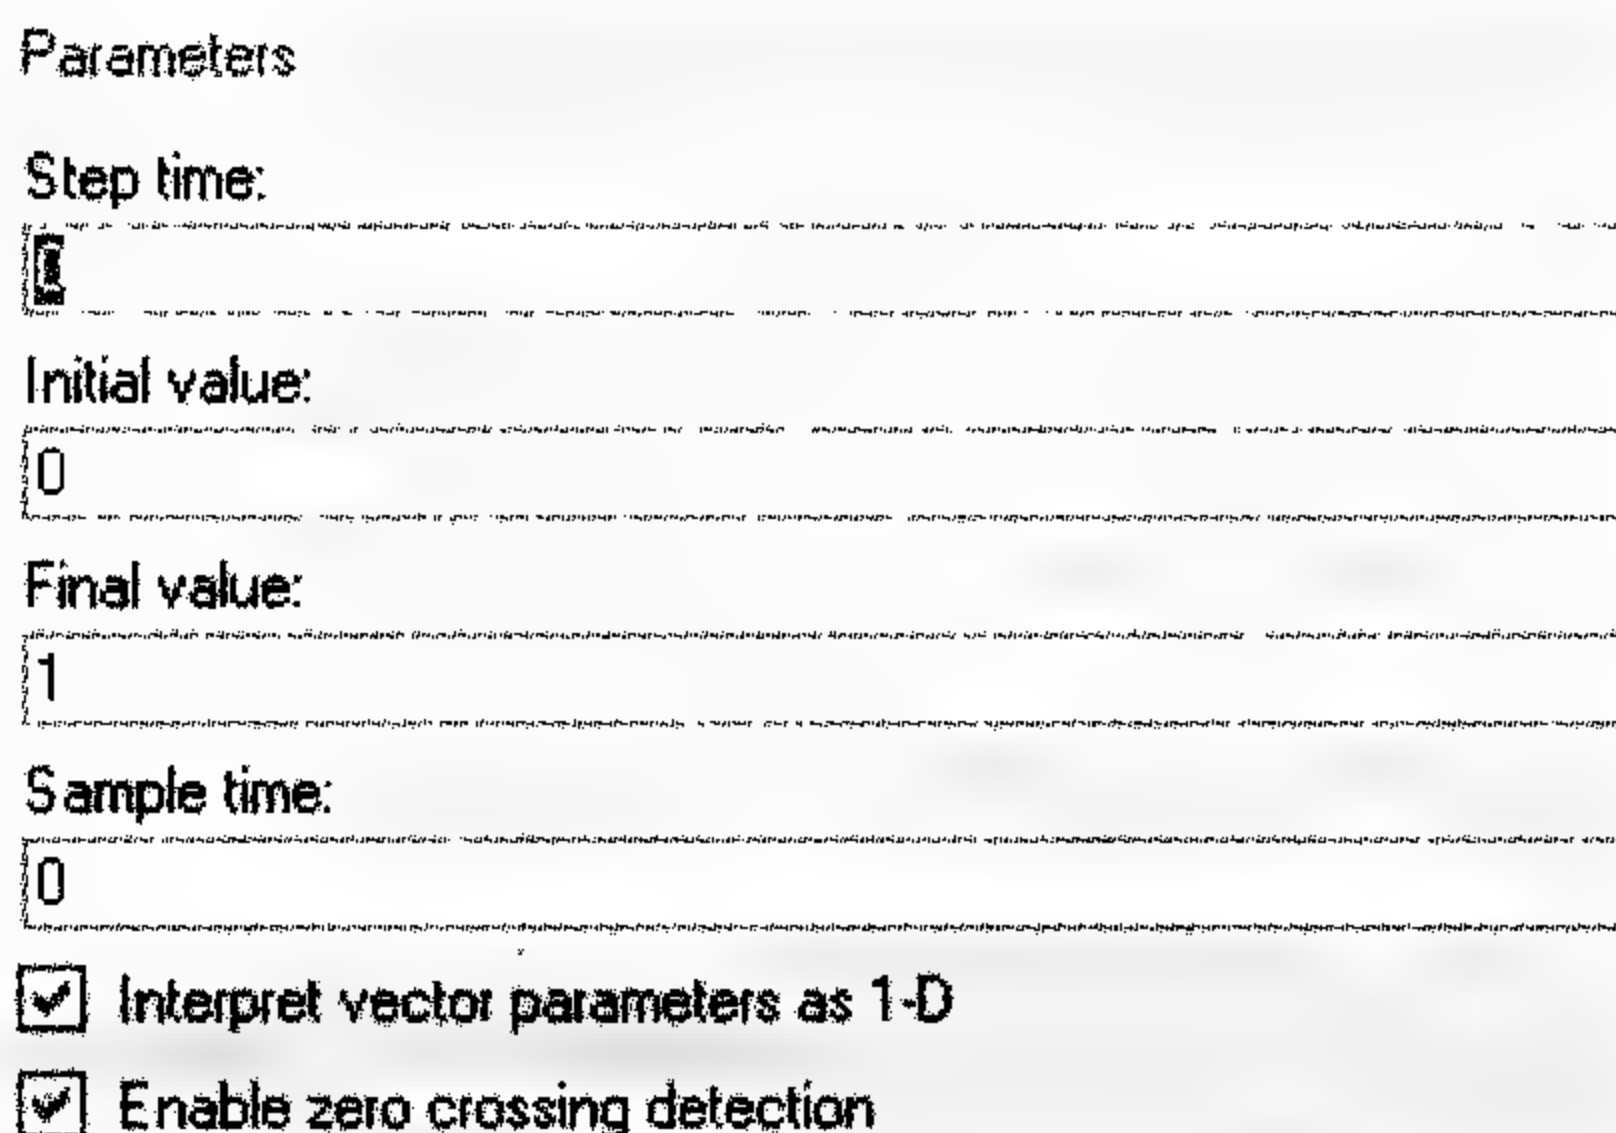 Parameters
Step time:
Initial value:
0
Final value:
1
Sample time:
0
Interpret vector parameters as 1-D
Enable zero crossing detection